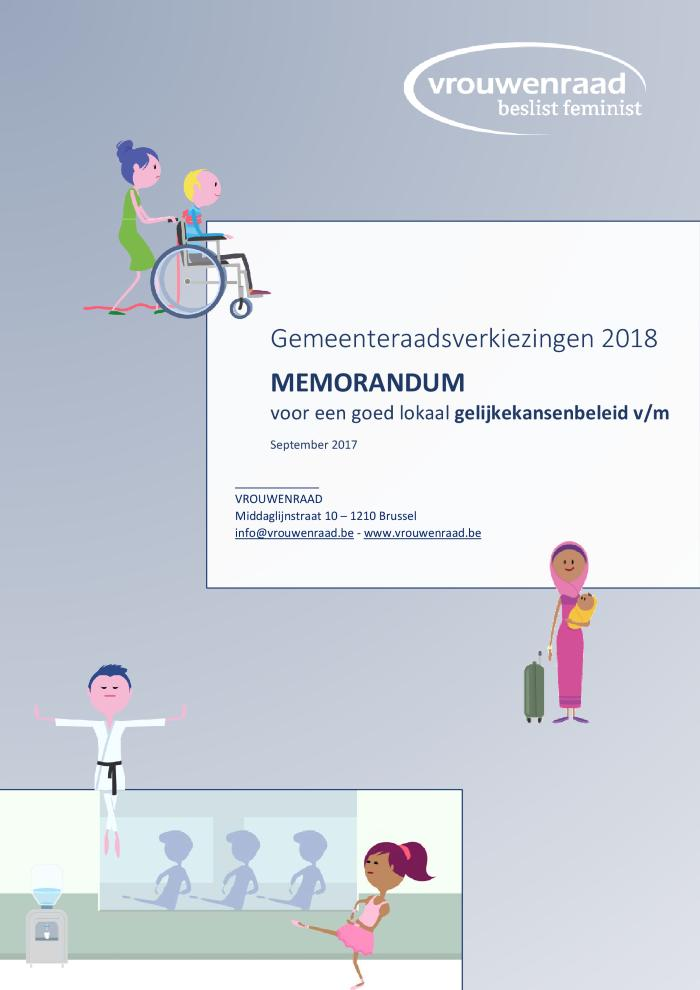 vrouwenraad
beslist feminist
Gemeenteraadsverkiezingen 2018
MEMORANDUM
voor een goed lokaal gelijkekansenbeleid v/m
September 2017
VROUWENRAAD
Middaglijnstraat 10 – 1210 Brussel
info@vrouwenraad.be - www.vrouwenraad.be